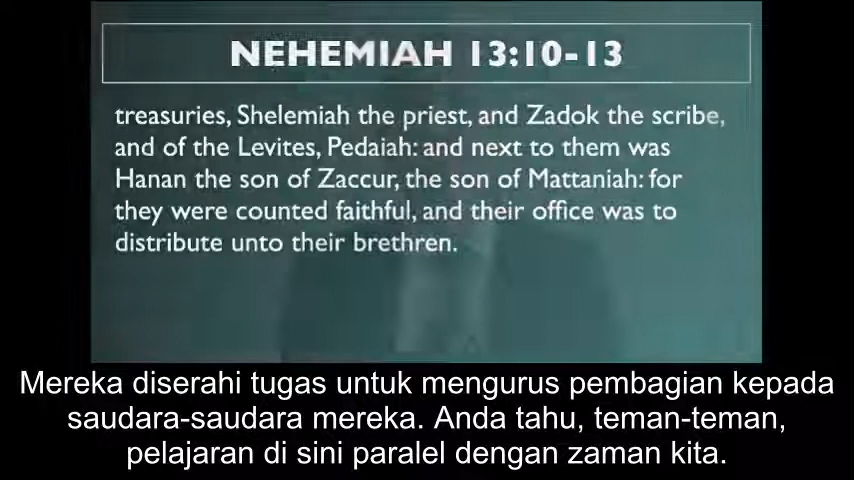 NEHEMIAH 13:10-13
treasuries, Shelemiah the priest, and Zadok the scribe,
and of the Levites, Pedaiah: and next to them was
Hanan the son of Zaccur, the son of Mattaniah: for
they were counted faithful, and their office was to
distribute unto their brethren.
Mereka diserahi tugas untuk mengurus pembagian kepada
saudara-saudara mereka. Anda tahu, teman-teman,
pelajaran di sini paralel dengan zaman kita.